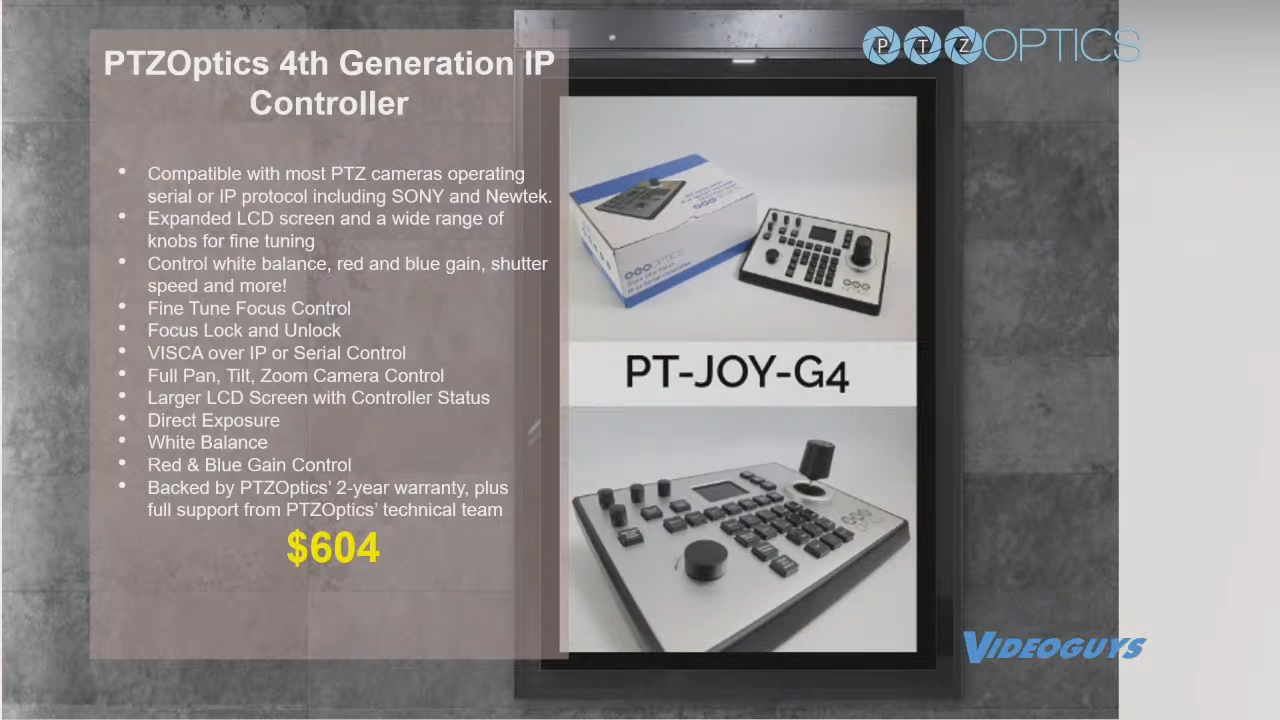 PTZOptics 4th Generation IP
Controller
• Compatible with most PTZ cameras operating
serial or IP protocol including SONY and Newtek.
• Expanded LCD screen and a wide range of
knobs for fine tuning
• Control white balance, red and blue gain, shutter
speed and more!
• Fine Tune Focus Control
• Focus Lock and Unlock
• VISCA over IP or Serial Control
• Full Pan, Tilt, Zoom Camera Control
• Larger LCD Screen with Controller Status
• Direct Exposure
• White Balance
• Red & Blue Gain Control
• Backed by PTZOptics’ 2-year warranty, plus
full support from PTZOptics’ technical team
$604
PTZOPTICS
PT-JOY-G4
VIDEOGUYS